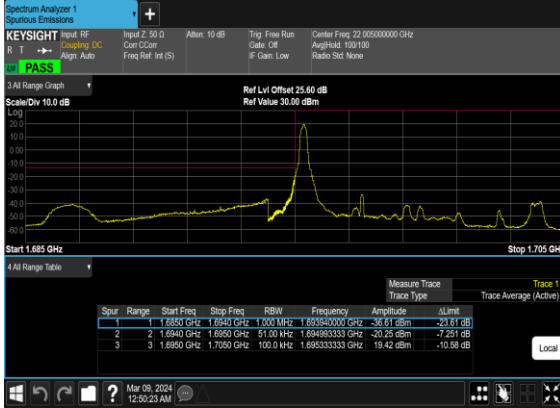 Spectrum Analyzer 1
Spurious Emissions
+
KEYSIGHT
R T
LXI PASS
Input: RF
Coupling: DC
Align: Auto
Input Z: 50 Ω
Corr CCorr
Freq Ref: Int (S)
Atten: 10 dB
Trig: Free Run
Gate: Off
IF Gain: Low
Center Freq: 22.005000000 GHz
Avg|Hold: 100/100
Radio Std: None
3 All Range Graph
Scale/Div 10.0 dB
Ref Lvl Offset 25.60 dB
Ref Value 30.00 dBm
Log
20.0
10.0
0.00
-10.0
-20.0
-30.0
-40.0
-50.0
-60.0
Start 1.685 GHz
Stop 1.705 GH
4 All Range Table
Measure Trace Trace 1
Trace Type Trace Average (Active)
Spur Range Start Freq Stop Freq RBW Frequency Amplitude ΔLimit
1 1 1.6850 GHz 1.6940 GHz 1.000 MHz 1.693940000 GHz -36.61 dBm -23.61 dB
2 2 1.6940 GHz 1.6950 GHz 51.00 kHz 1.694993333 GHz -20.25 dBm -7.251 dB
3 3 1.6950 GHz 1.7050 GHz 100.0 kHz 1.695333333 GHz 19.42 dBm -10.58 dB
Local
?
Mar 09, 2024
12:50:23 AM